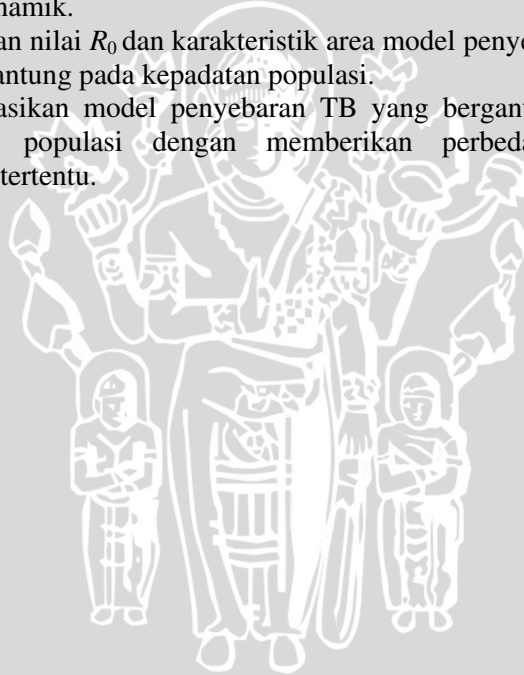 namik.
an nilai R₀ dan karakteristik area model penye
antung pada kepadatan populasi.
asikan model penyebaran TB yang bergant
populasi dengan memberikan perbeda
tertentu.